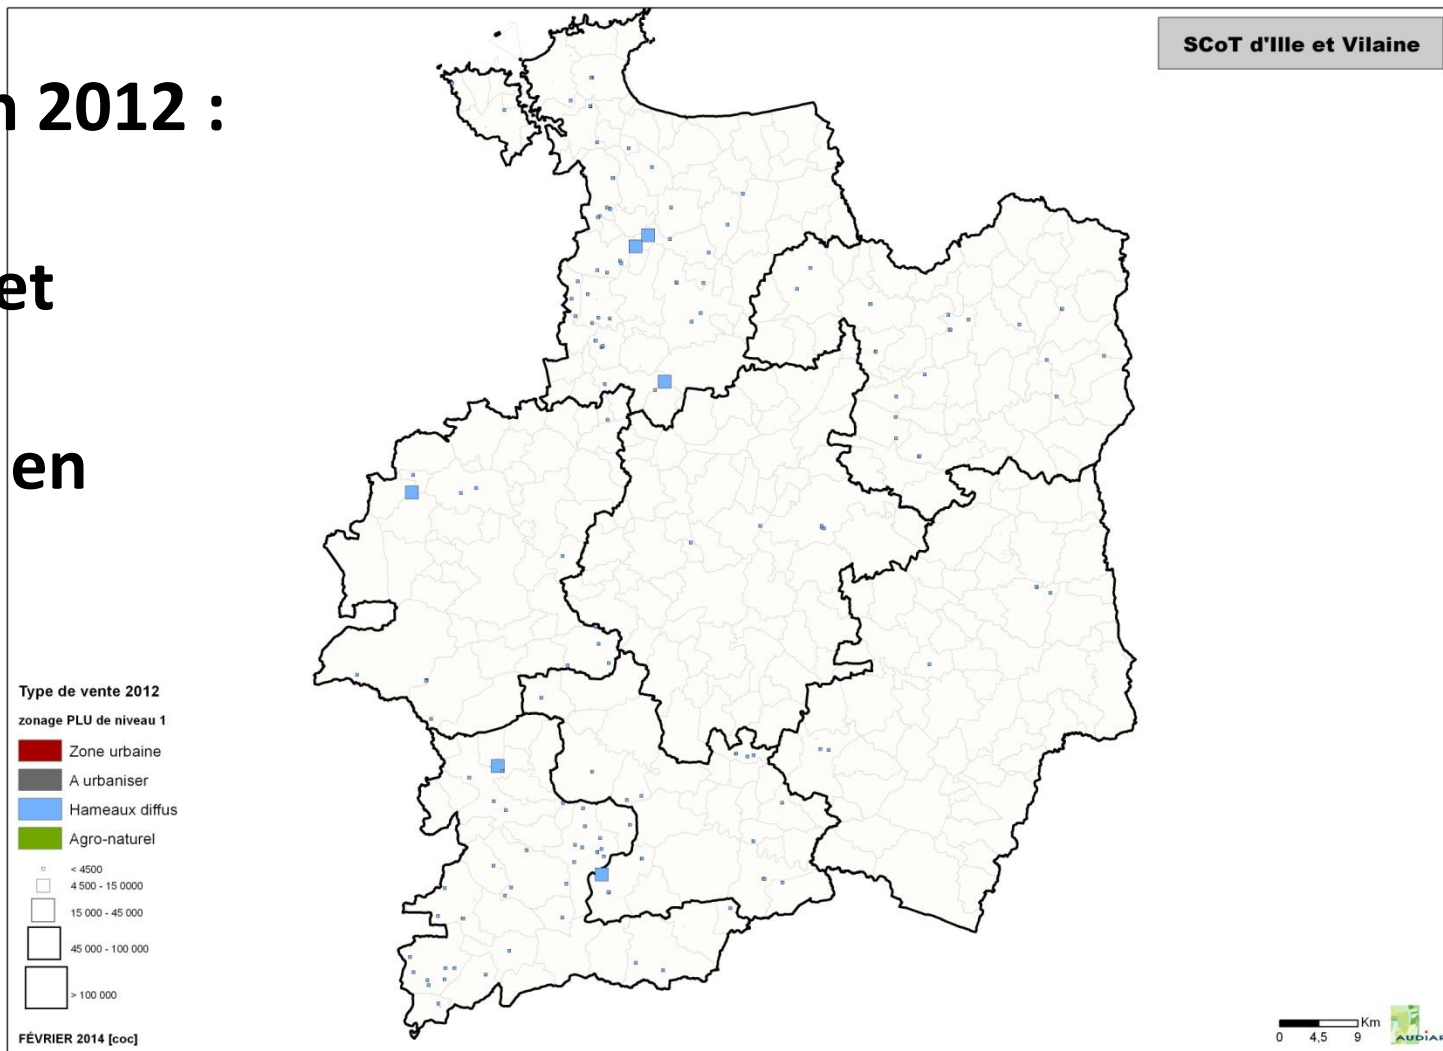 SCoT d'Ille et Vilaine
n 2012 :
et
en
Type de vente 2012
zonage PLU de niveau 1
Zone urbaine
A urbaniser
Hameaux diffus
Agro-naturel
< 4500
4 500 - 15 0000
15 000 - 45 000
45 000 - 100 000
> 100 000
FÉVRIER 2014 [coc]
Km
0 4,5 9
AUDIAR